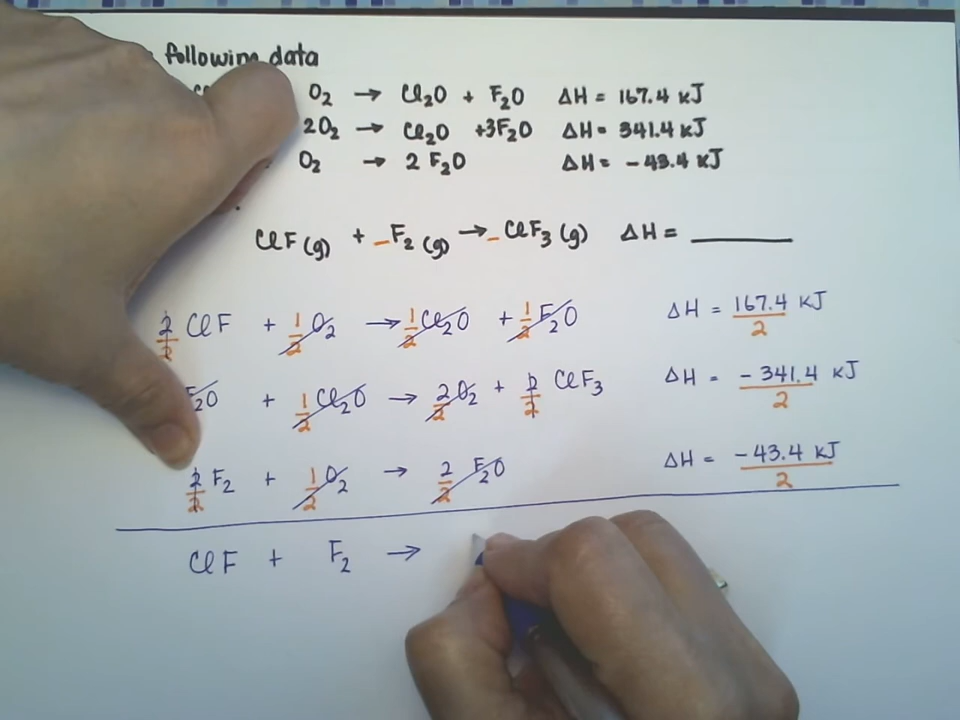 following data
O₂ → Cl₂O + F₂O ΔH = 167.4 kJ
2O₂ → Cl₂O +3F₂O ΔH = 341.4 kJ
O₂ → 2 F₂O ΔH = -43.4 kJ
ClF (g) + _F₂ (g) → _ClF₃ (g) ΔH = ______
2/2 ClF + 1/2 O₂ → 1/2 Cl₂O + 1/2 F₂O ΔH = 167.4 kJ/2
F₂O + 1/2 Cl₂O → 2/2 O₂ + 2/2 ClF₃ ΔH = -341.4 kJ/2
2/2 F₂ + 1/2 O₂ → 2/2 F₂O ΔH = -43.4 kJ/2
ClF + F₂ →